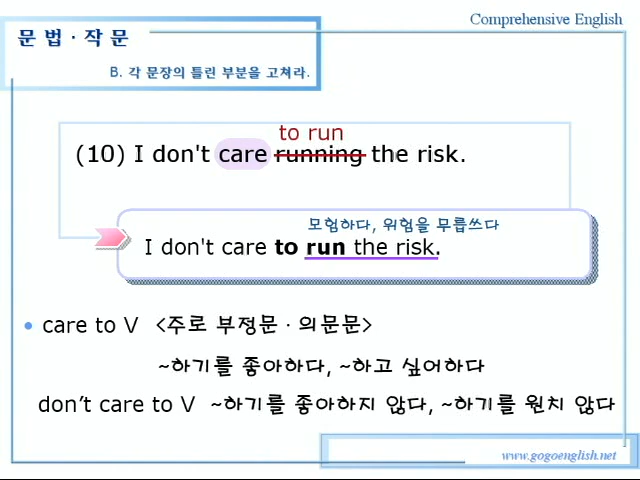 Comprehensive English
문 법 · 작 문
B. 각 문장의 틀린 부분을 고쳐라.
to run
(10) I don't care running the risk.
모험하다, 위험을 무릅쓰다
I don't care to run the risk.
• care to V <주로 부정문 · 의문문>
~하기를 좋아하다, ~하고 싶어하다
don't care to V ~하기를 좋아하지 않다, ~하기를 원치 않다
www.gogoenglish.net